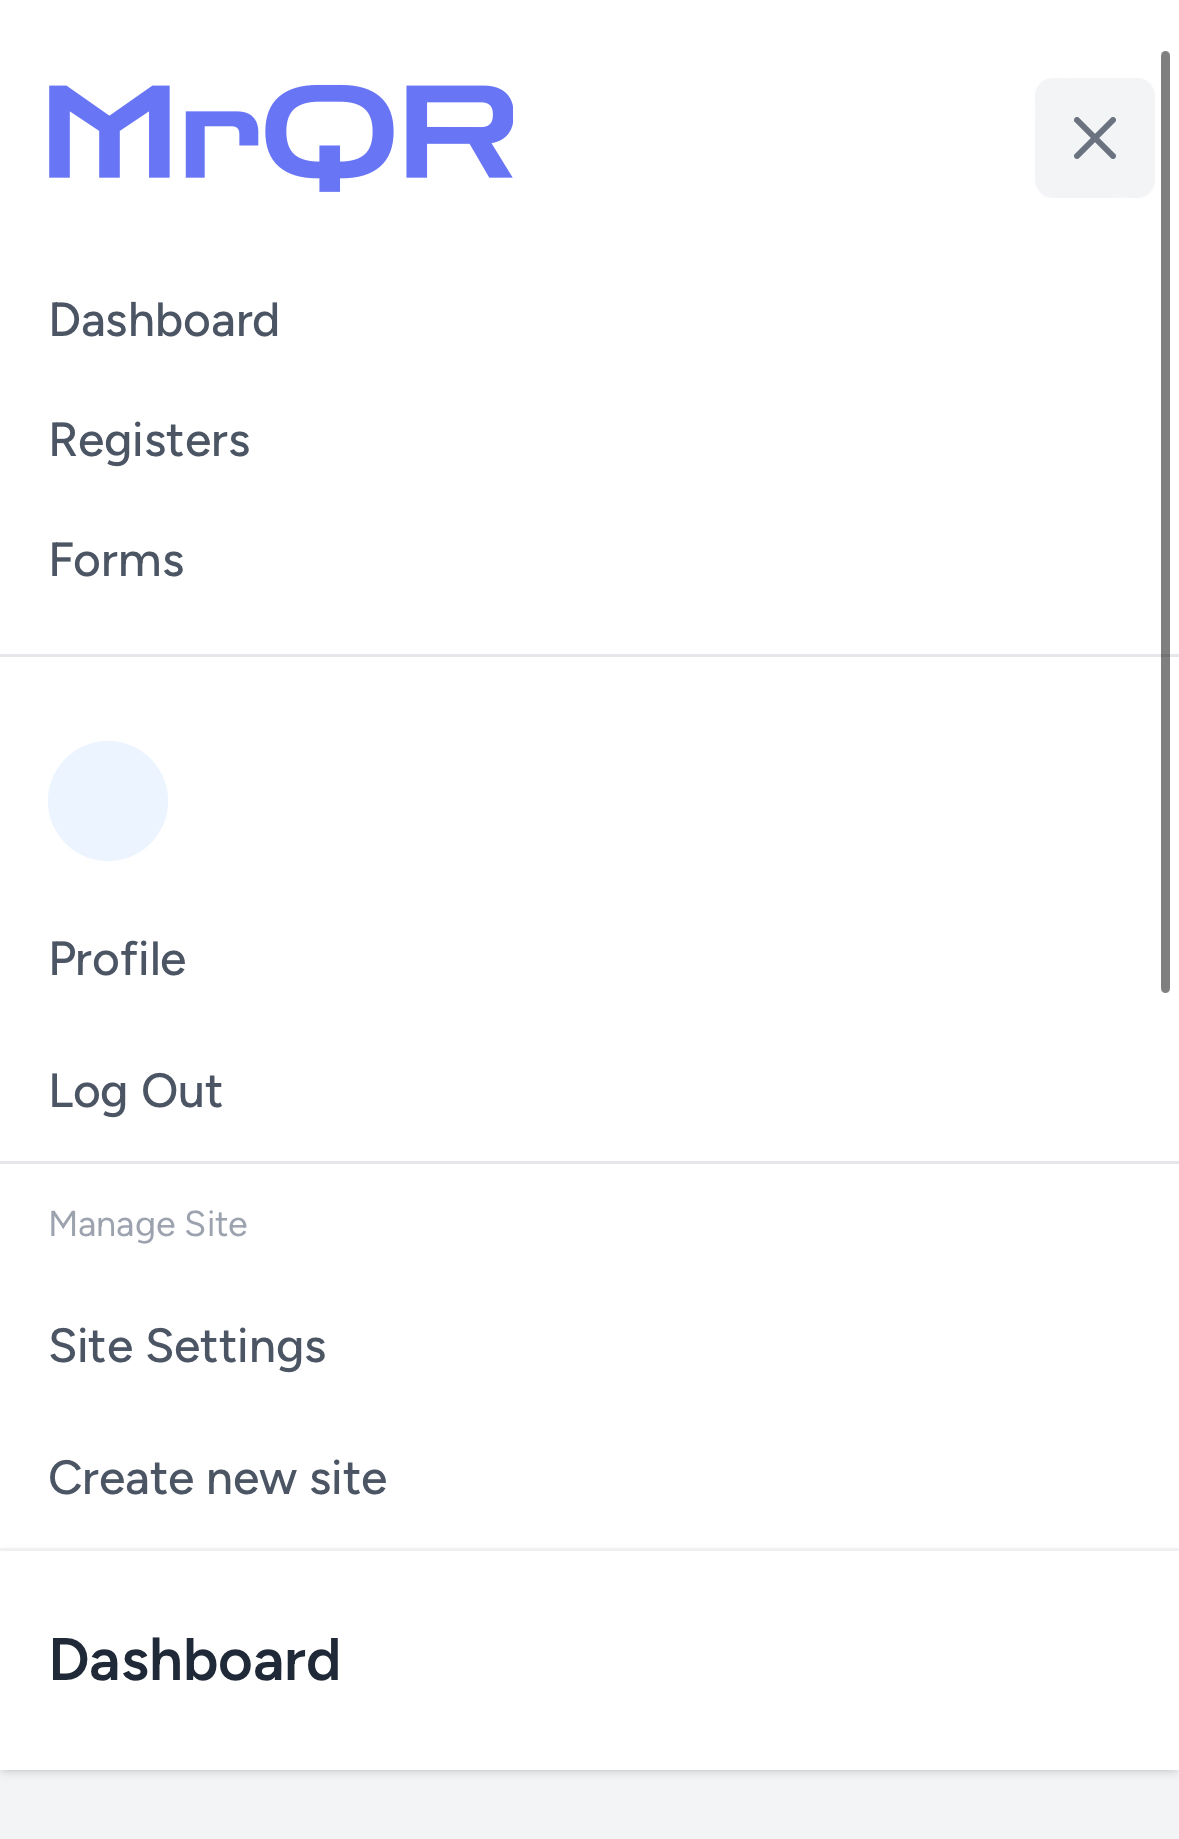 MrQR
Dashboard
Registers
Forms
Profile
Log Out
Manage Site
Site Settings
Create new site
Dashboard